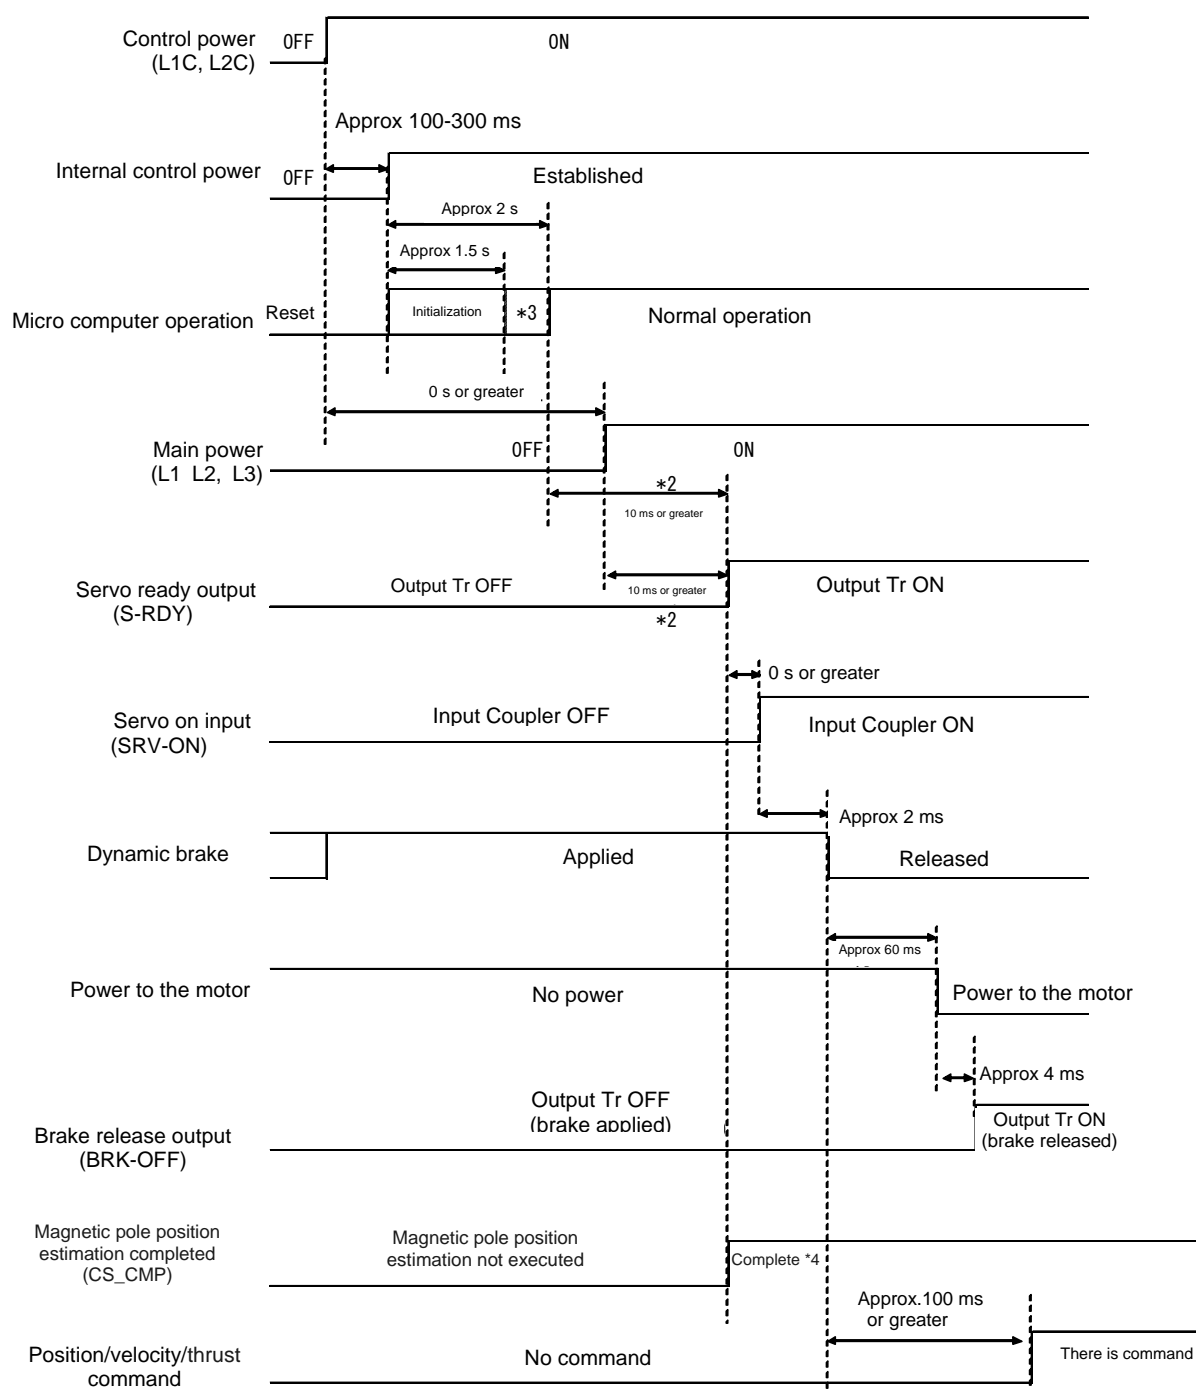 Control power
(L1C, L2C)
OFF
ON
Approx 100-300 ms
Internal control power
OFF
Established
Approx 2 s
Approx 1.5 s
Micro computer operation
Reset
Initialization
*3
Normal operation
0 s or greater
Main power
(L1 L2, L3)
OFF
ON
*2
10 ms or greater
Servo ready output
(S-RDY)
Output Tr OFF
10 ms or greater
*2
Output Tr ON
0 s or greater
Servo on input
(SRV-ON)
Input Coupler OFF
Input Coupler ON
Approx 2 ms
Dynamic brake
Applied
Released
Approx 60 ms
Power to the motor
No power
Power to the motor
Approx 4 ms
Brake release output
(BRK-OFF)
Output Tr OFF
(brake applied)
Output Tr ON
(brake released)
Magnetic pole position
estimation completed
(CS_CMP)
Magnetic pole position
estimation not executed
Complete *4
Approx.100 ms
or greater
Position/velocity/thrust
command
No command
There is command